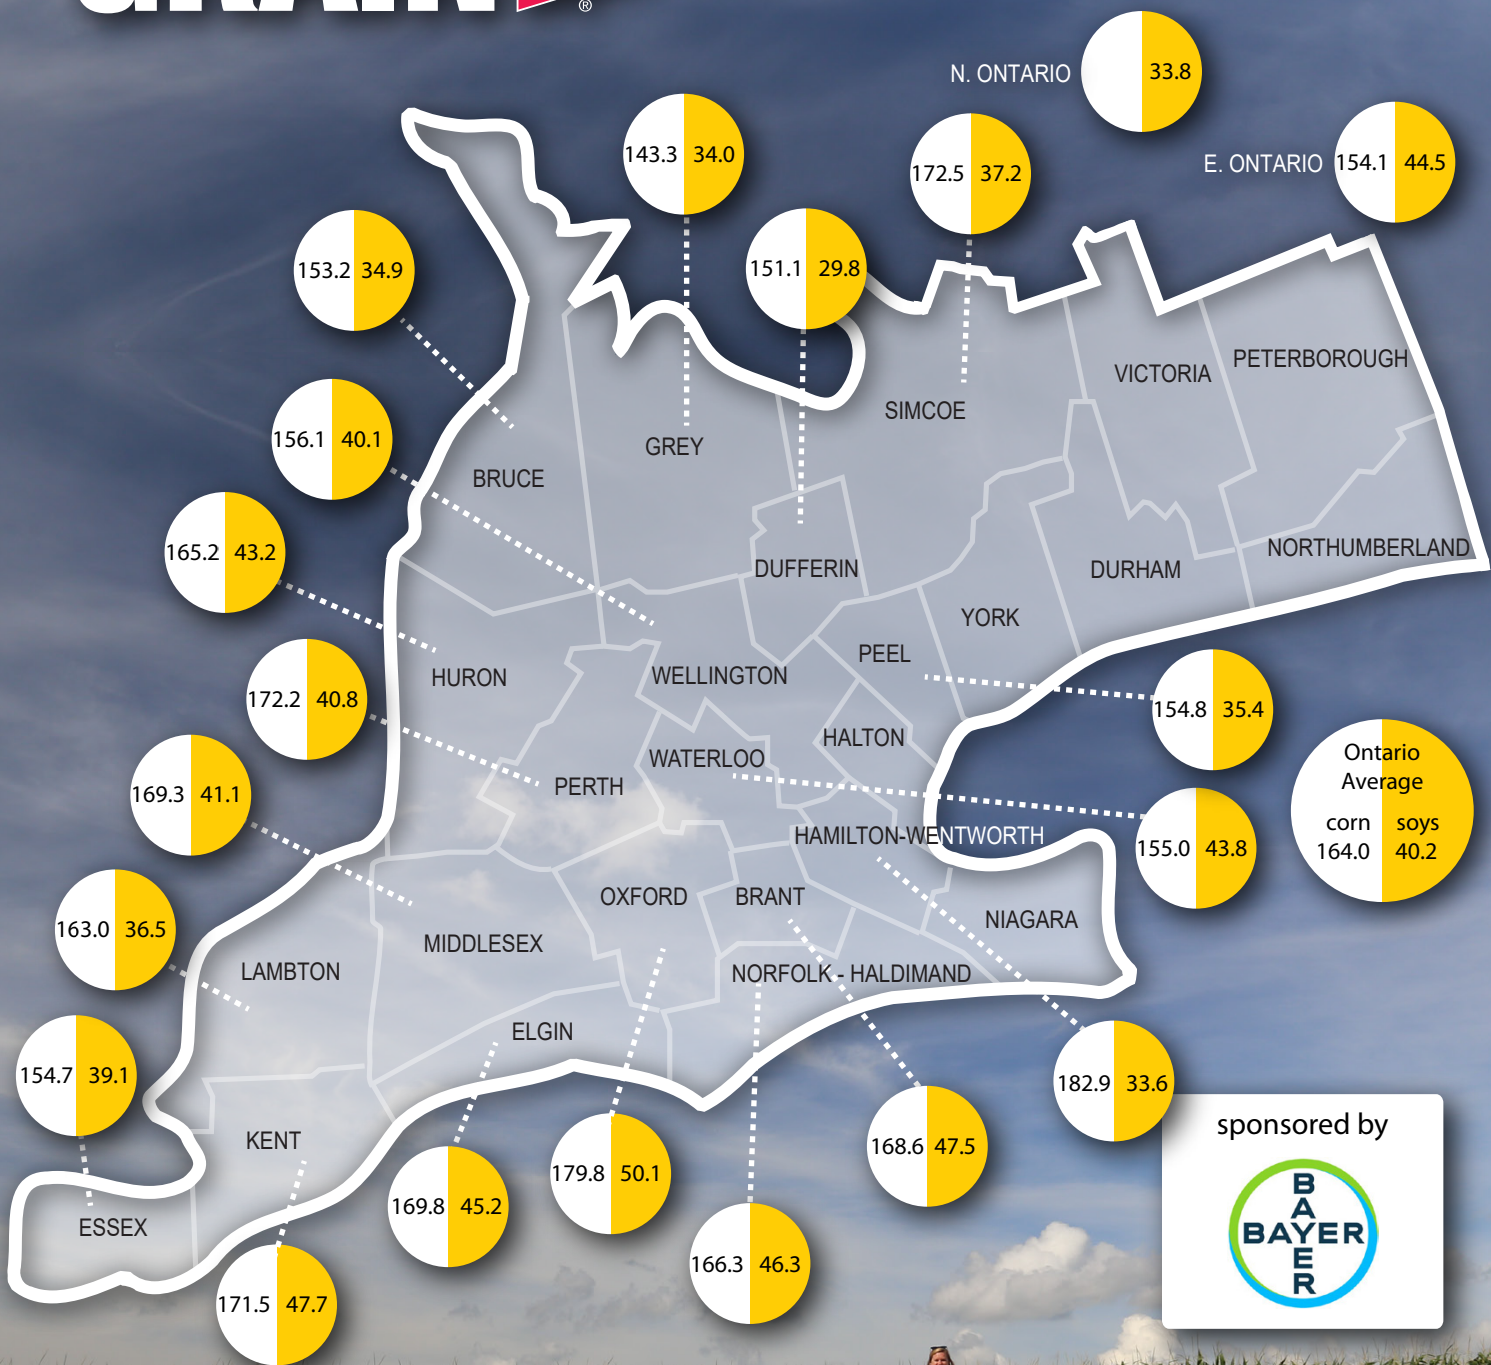 GRAIN
®
N. ONTARIO
33.8
E. ONTARIO
154.1 44.5
143.3 34.0
172.5 37.2
153.2 34.9
151.1 29.8
156.1 40.1
165.2 43.2
172.2 40.8
169.3 41.1
163.0 36.5
154.7 39.1
VICTORIA
PETERBOROUGH
SIMCOE
GREY
BRUCE
DUFFERIN
DURHAM
NORTHUMBERLAND
YORK
PEEL
HURON
WELLINGTON
HALTON
WATERLOO
PERTH
HAMILTON-WENTWORTH
OXFORD
BRANT
NIAGARA
MIDDLESEX
LAMBTON
NORFOLK - HALDIMAND
ELGIN
KENT
ESSEX
154.8 35.4
Ontario
Average
corn soys
164.0 40.2
155.0 43.8
182.9 33.6
168.6 47.5
179.8 50.1
169.8 45.2
166.3 46.3
171.5 47.7
sponsored by
BAYER
BAYER